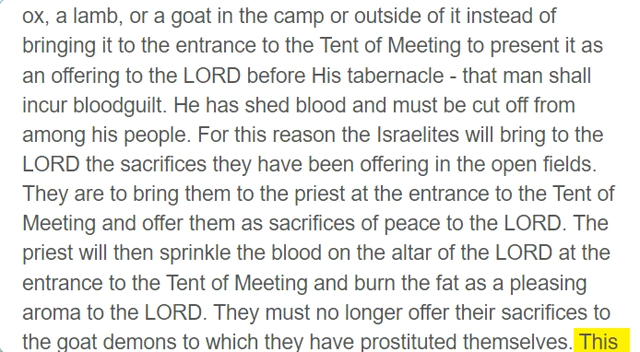 ox, a lamb, or a goat in the camp or outside of it instead of
bringing it to the entrance to the Tent of Meeting to present it as
an offering to the LORD before His tabernacle - that man shall
incur bloodguilt. He has shed blood and must be cut off from
among his people. For this reason the Israelites will bring to the
LORD the sacrifices they have been offering in the open fields.
They are to bring them to the priest at the entrance to the Tent of
Meeting and offer them as sacrifices of peace to the LORD. The
priest will then sprinkle the blood on the altar of the LORD at the
entrance to the Tent of Meeting and burn the fat as a pleasing
aroma to the LORD. They must no longer offer their sacrifices to
the goat demons to which they have prostituted themselves. This